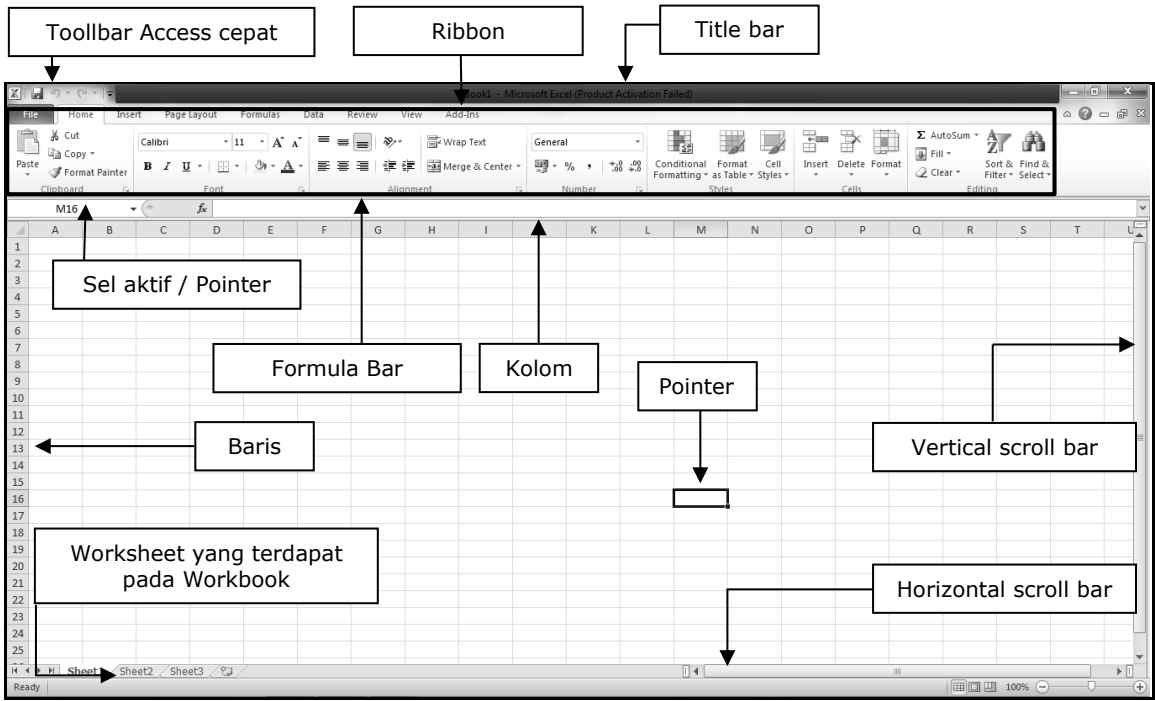 Toollbar Access cepat
Ribbon
Title bar
Book1 - Microsoft Excel (Product Activation Failed)
File Home Insert Page Layout Formulas Data Review View Add-Ins
Cut
Copy
Format Painter
Paste
Clipboard
Calibri 11
B I U A
Font
Wrap Text
Merge & Center
Alignment
General
% ,
Number
Conditional Formatting
Format as Table
Cell Styles
Styles
Insert Delete Format
Cells
Σ AutoSum
Fill
Clear
Sort & Filter
Find & Select
Editing
M16 fx
A B C D E F G H I K L M N O P Q R S T U
1
2
3
4
5
6
7
8
9
10
11
12
13
14
15
16
17
18
19
20
21
22
23
24
25
Sel aktif / Pointer
Formula Bar
Kolom
Pointer
Baris
Vertical scroll bar
Worksheet yang terdapat
pada Workbook
Horizontal scroll bar
Sheet1 Sheet2 Sheet3
Ready 100%